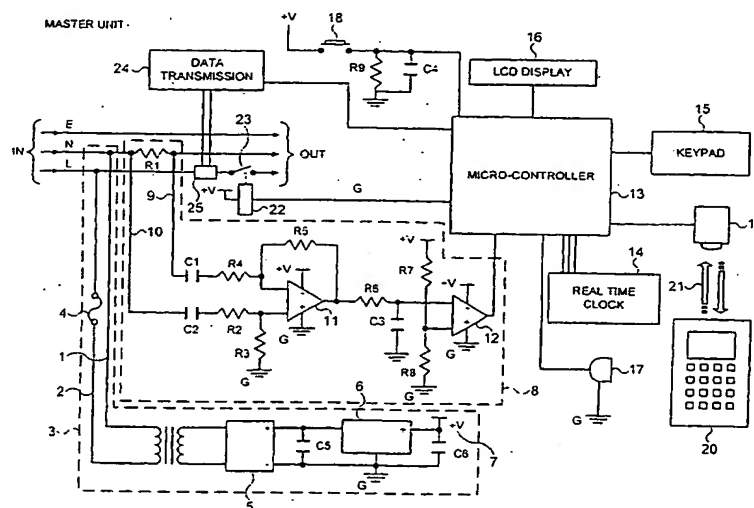 MASTER UNIT
+V
18
16
24
DATA
TRANSMISSION
R9
C4
LCD DISPLAY
15
KEYPAD
E
23
IN
N
OUT
R1
L
MICRO-CONTROLLER
13
+V
25
G
22
9
10
R5
+V
C1
R4
+V
R7
+V
14
REAL TIME
CLOCK
21
4
R6
C2
R2
11
C3
12
1
R3
G
G
R8
17
2
6
G
8
G
20
3
+V
7
C5
C6
5
G